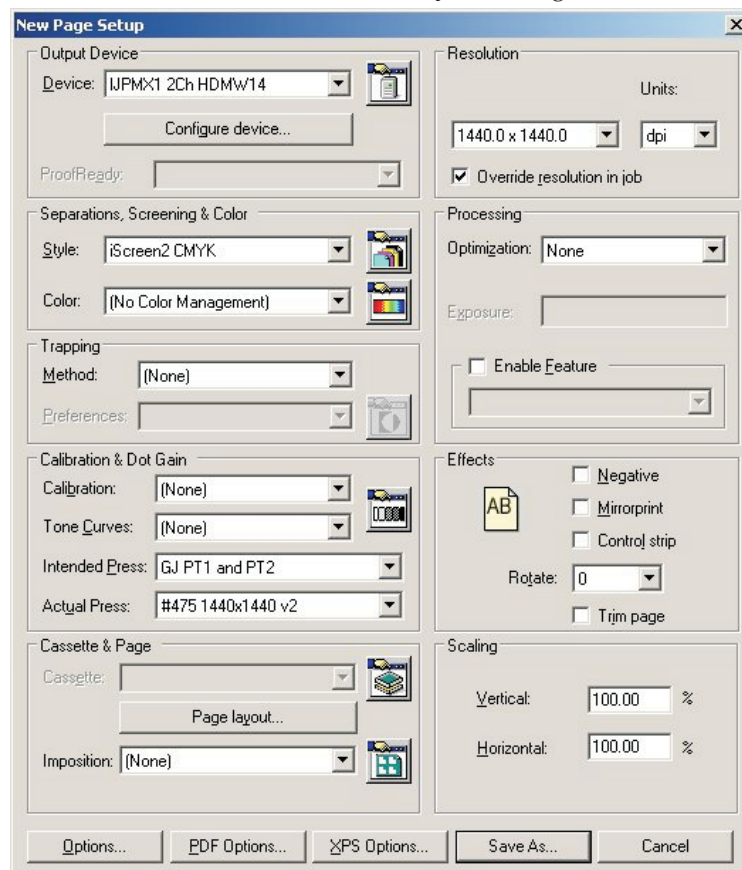 New Page Setup
Output Device
Device: IJPMX1 2Ch HDMW14
Configure device...
ProofReady:
Resolution
Units:
1440.0 x 1440.0 dpi
Override resolution in job
Separations, Screening & Color
Style: iScreen2 CMYK
Color: (No Color Management)
Processing
Optimization: None
Exposure:
Enable Feature
Trapping
Method: (None)
Preferences:
Calibration & Dot Gain
Calibration: (None)
Tone Curves: (None)
Intended Press: GJ PT1 and PT2
Actual Press: #475 1440x1440 v2
Effects
AB
Negative
Mirrorprint
Control strip
Rotate: 0
Trim page
Cassette & Page
Cassette:
Page layout...
Imposition: (None)
Scaling
Vertical: 100.00 %
Horizontal: 100.00 %
Options... PDF Options... XPS Options... Save As... Cancel